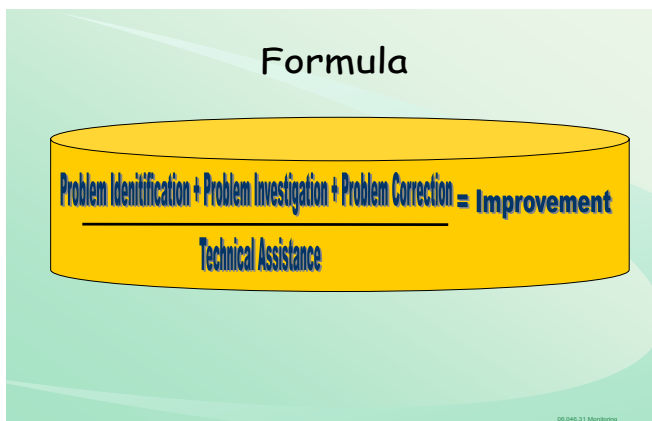 Formula
Problem Idenitification + Problem Investigation + Problem Correction = Improvement
Technical Assistance
06.046.31 Monitoring